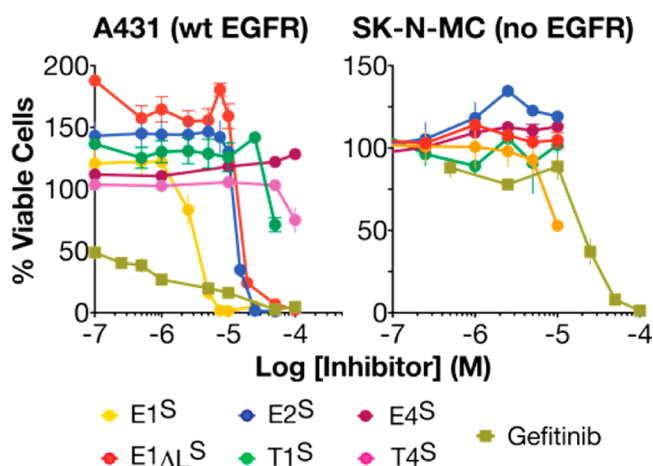 A431 (wt EGFR) SK-N-MC (no EGFR)
% Viable Cells
200
150
100
50
0
-7 -6 -5 -4
150
100
50
0
-7 -6 -5 -4
Log [Inhibitor] (M)
E1S E2S E4S Gefitinib
E1ΔLS T1S T4S